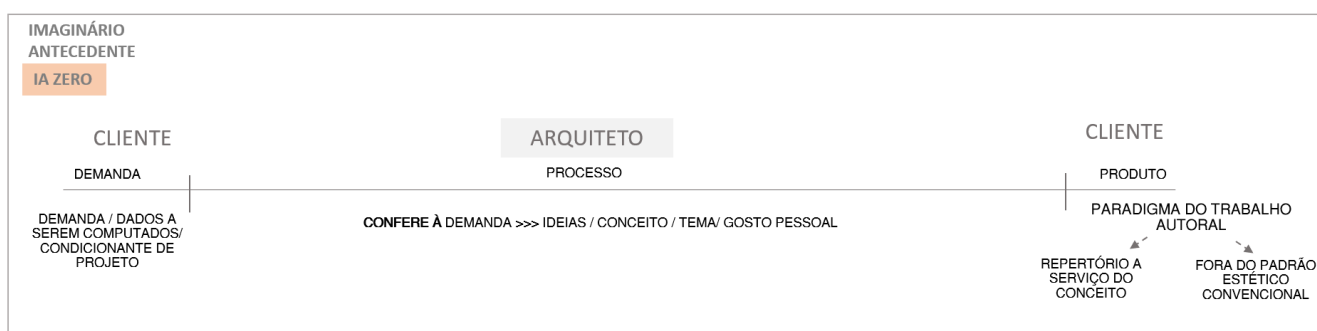 IMAGINÁRIO
ANTECEDENTE
IA ZERO
CLIENTE
ARQUITETO
CLIENTE
DEMANDA
PROCESSO
PRODUTO
DEMANDA / DADOS A
SEREM COMPUTADOS/
CONDICIONANTE DE
PROJETO
CONFERE À DEMANDA >>> IDEIAS / CONCEITO / TEMA/ GOSTO PESSOAL
PARADIGMA DO TRABALHO
AUTORAL
REPERTÓRIO A
SERVIÇO DO
CONCEITO
FORA DO PADRÃO
ESTÉTICO
CONVENCIONAL